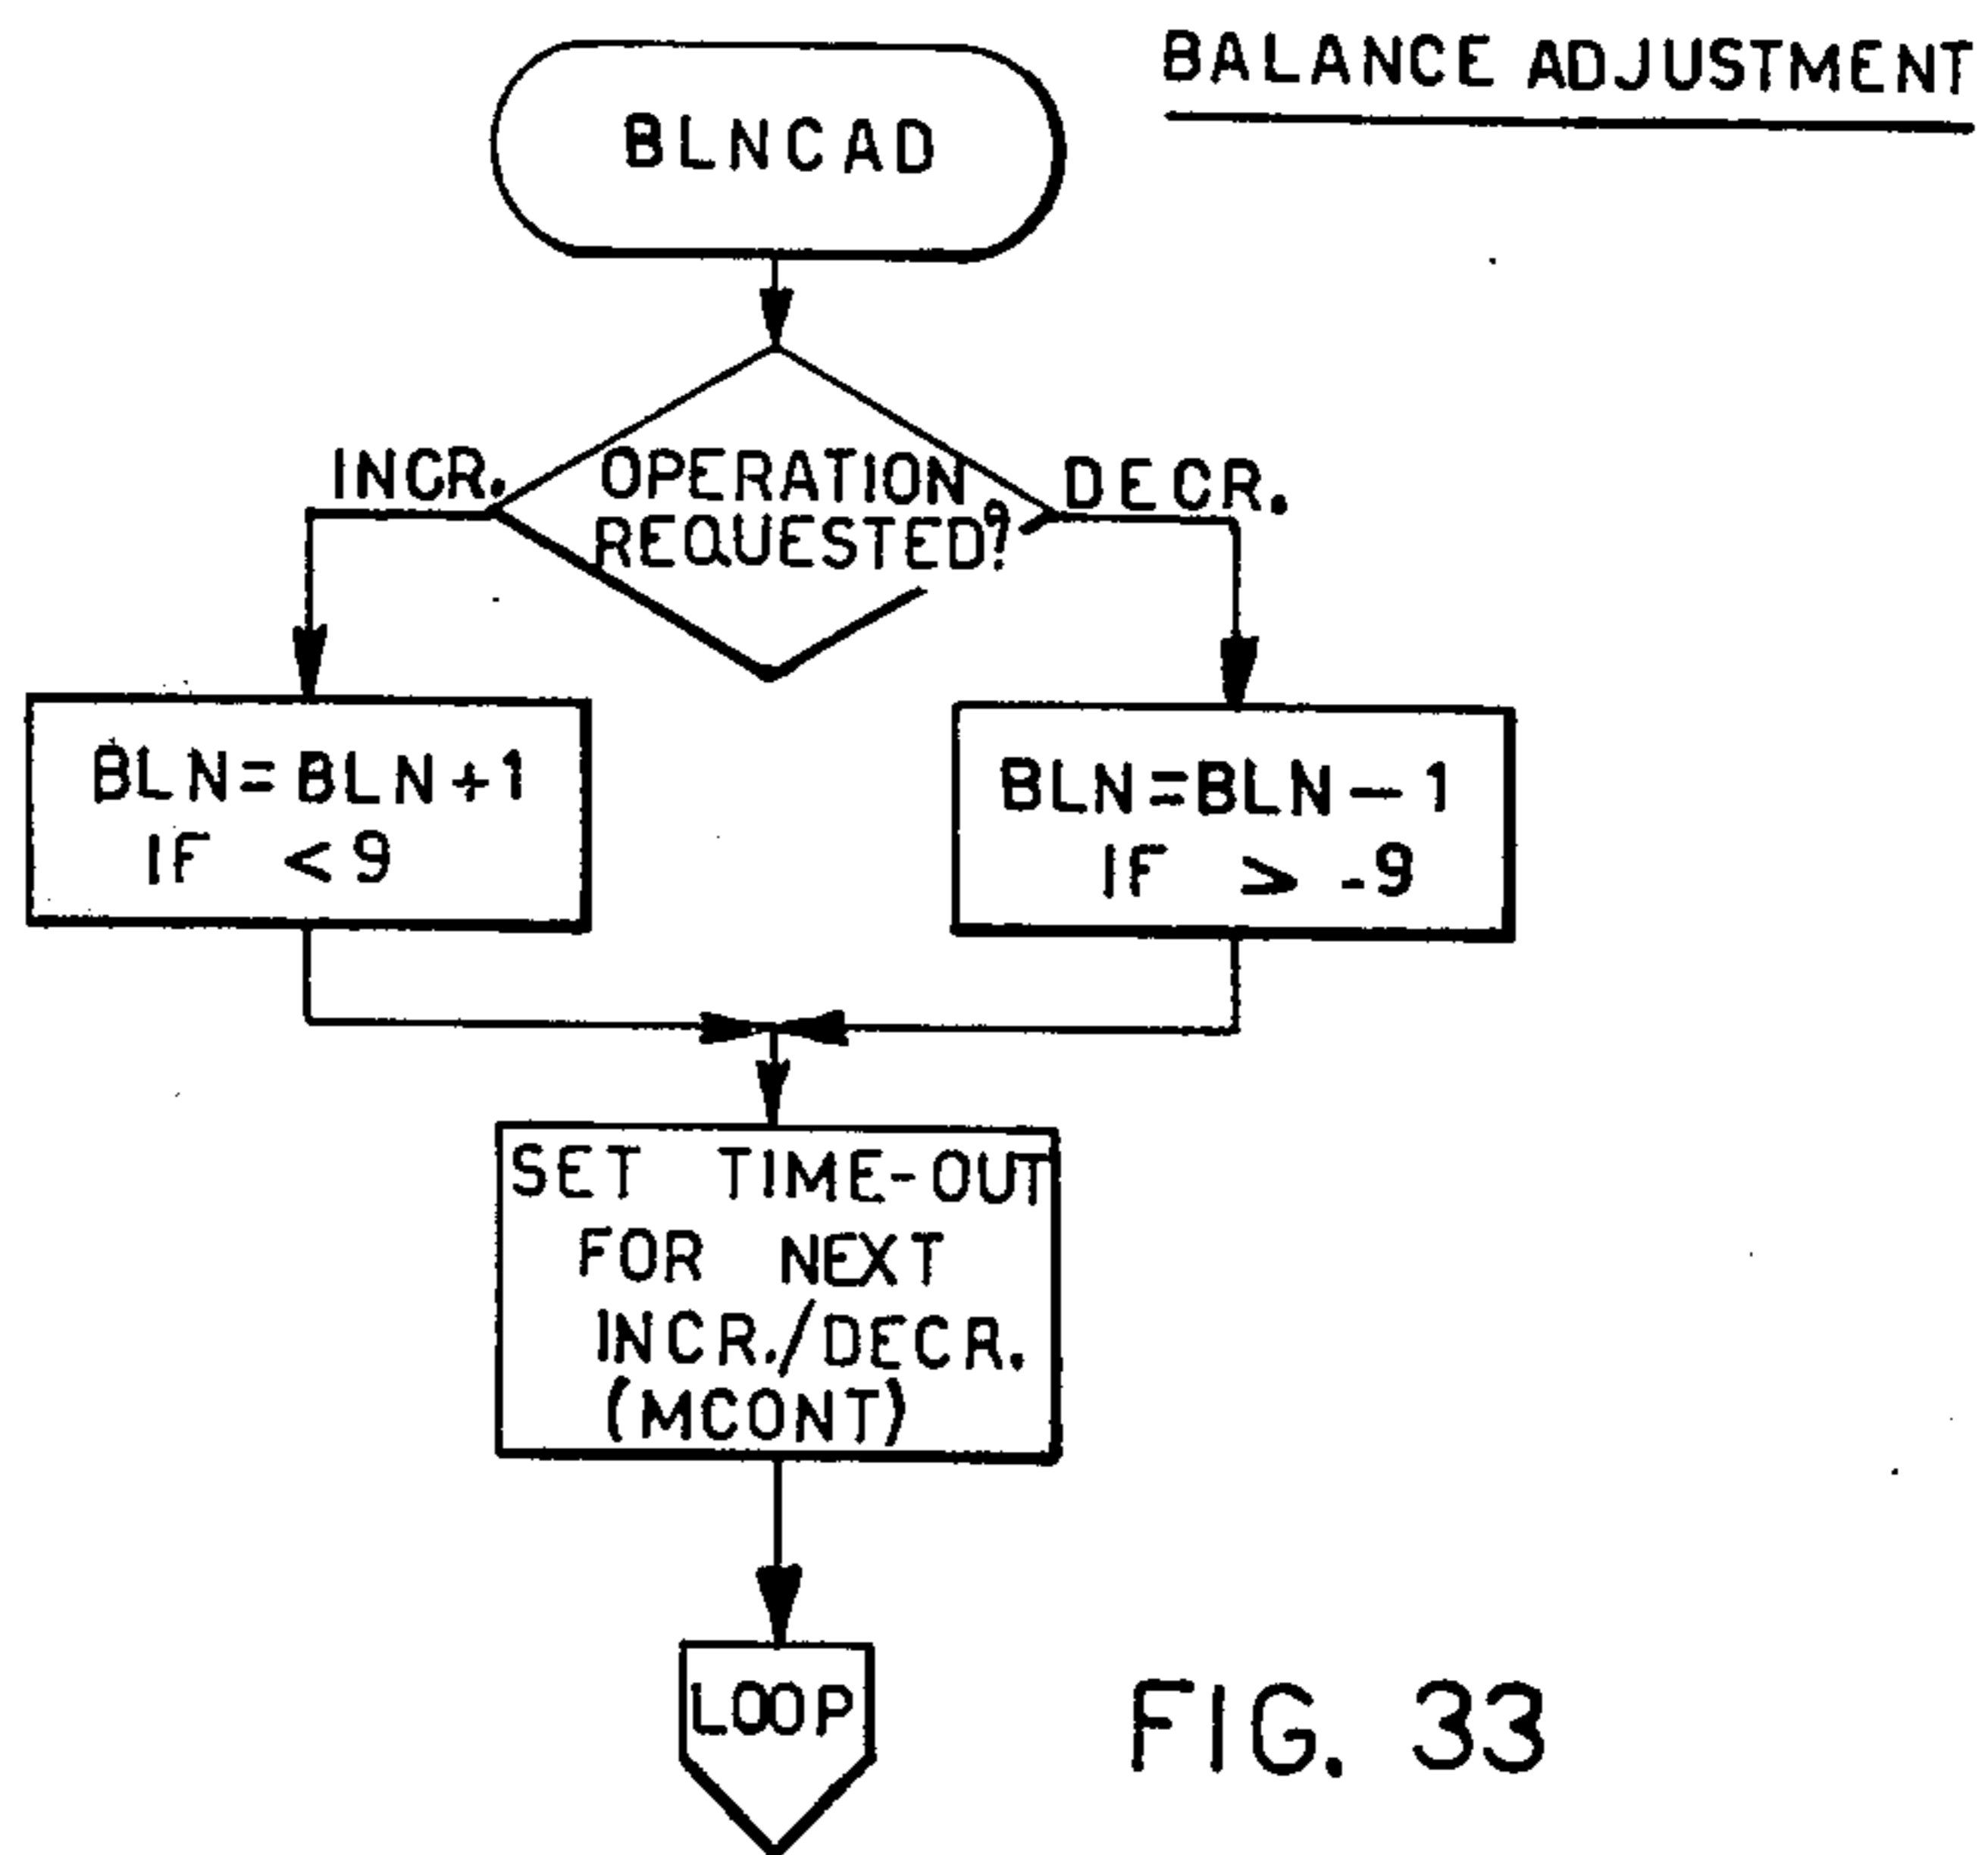 BALANCE ADJUSTMENT
BLNCAD
INCR.
OPERATION
REQUESTED?
DECR.
BLN=BLN+1
IF <9
BLN=BLN-1
IF > -9
SET TIME-OUT
FOR NEXT
INCR./DECR.
(MCONT)
LOOP
FIG. 33